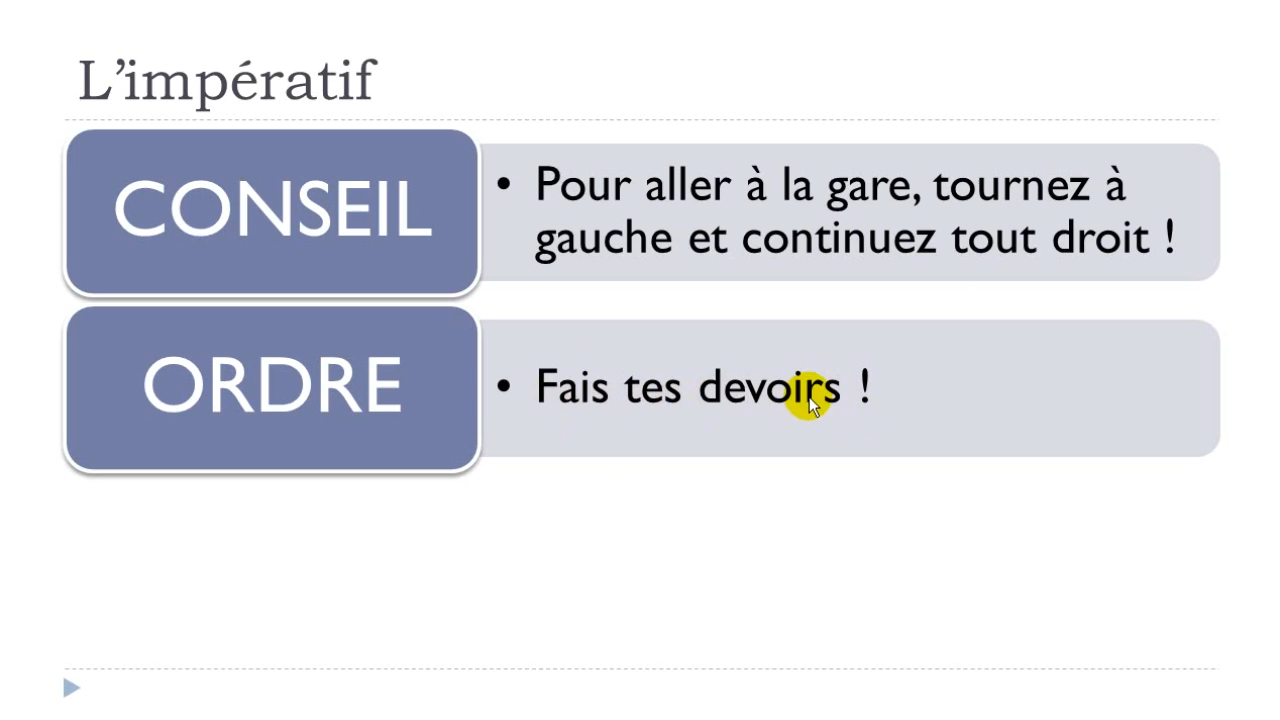 L’impératif
CONSEIL
• Pour aller à la gare, tournez à
gauche et continuez tout droit !
ORDRE
• Fais tes devoirs !